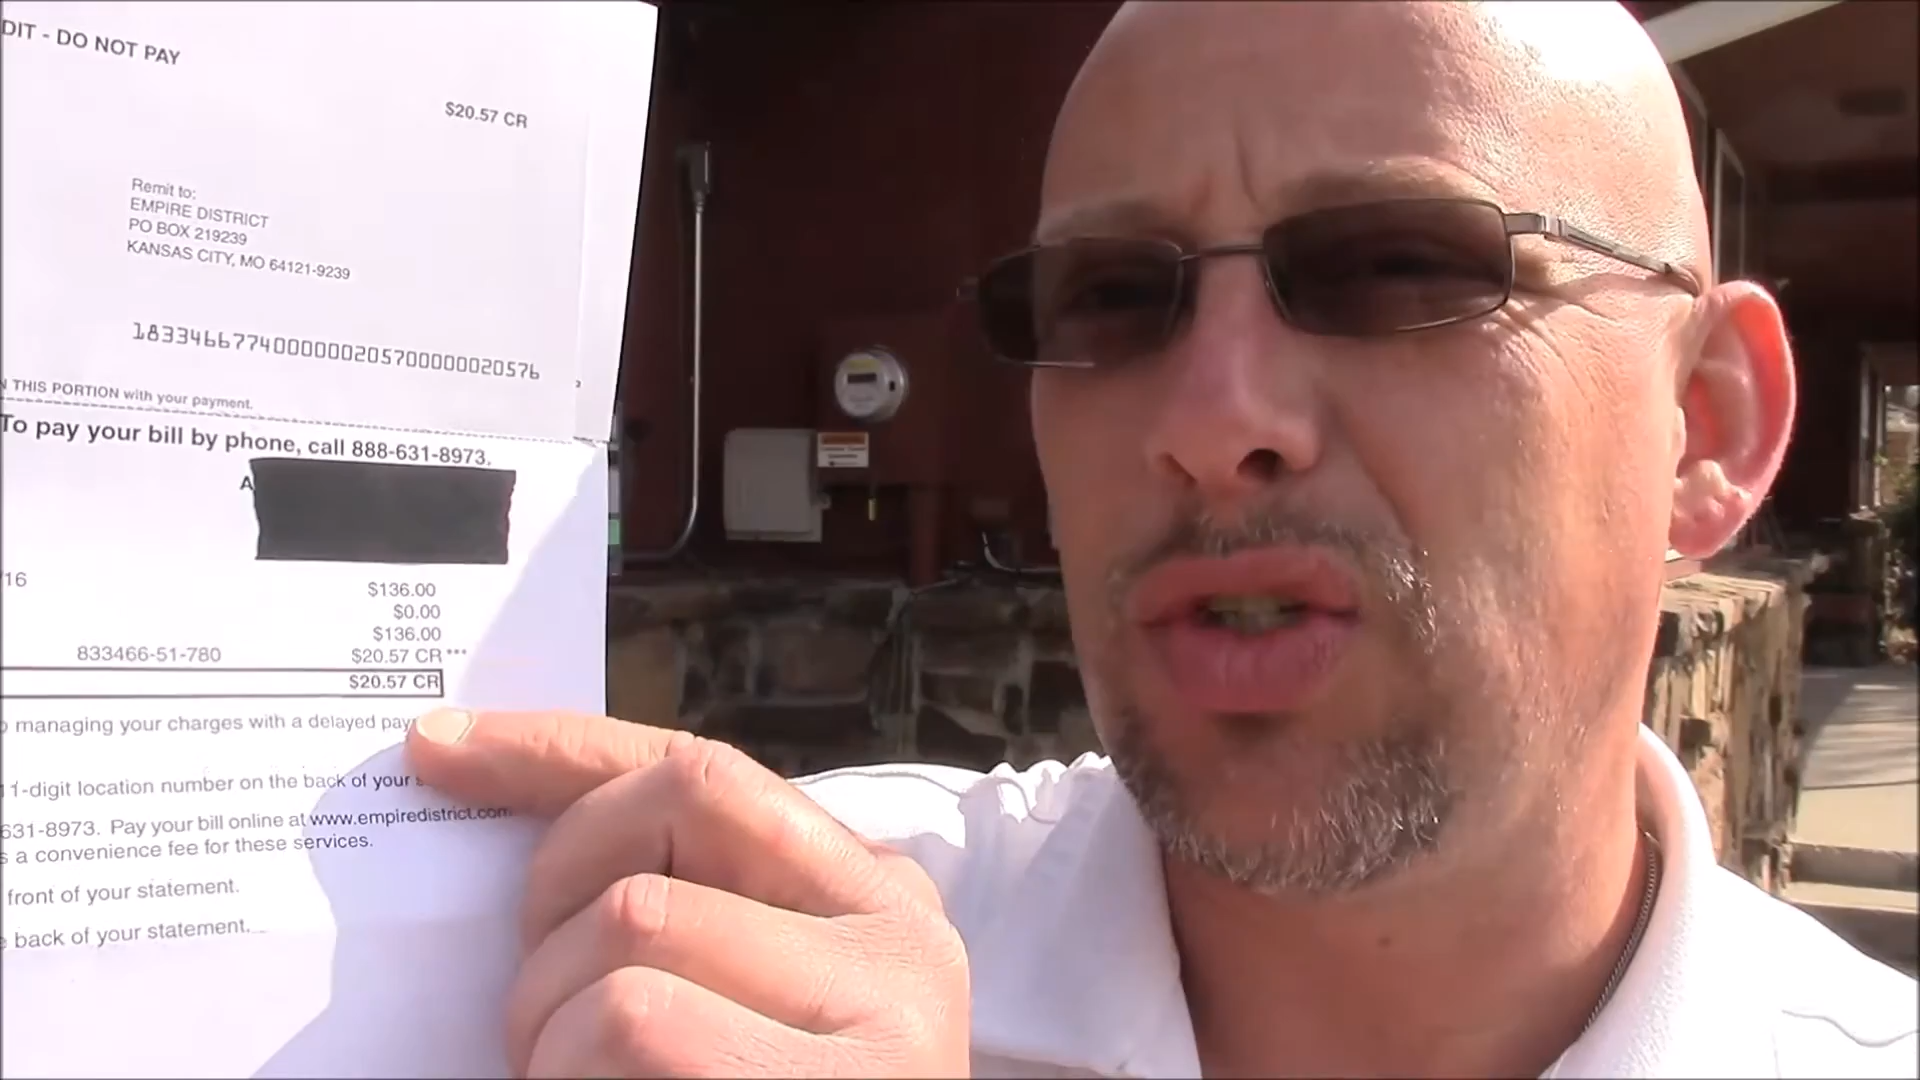 DIT - DO NOT PAY
$20.57 CR
Remit to:
EMPIRE DISTRICT
PO BOX 219239
KANSAS CITY, MO 64121-9239
183346677400000002057000000020576
THIS PORTION with your payment.
To pay your bill by phone, call 888-631-8973.
A
/16
$136.00
$0.00
$136.00
833466-51-780 $20.57 CR ***
$20.57 CR
managing your charges with a delayed pay
11-digit location number on the back of your s
631-8973. Pay your bill online at www.empiredistrict.com
s a convenience fee for these services.
front of your statement.
back of your statement.